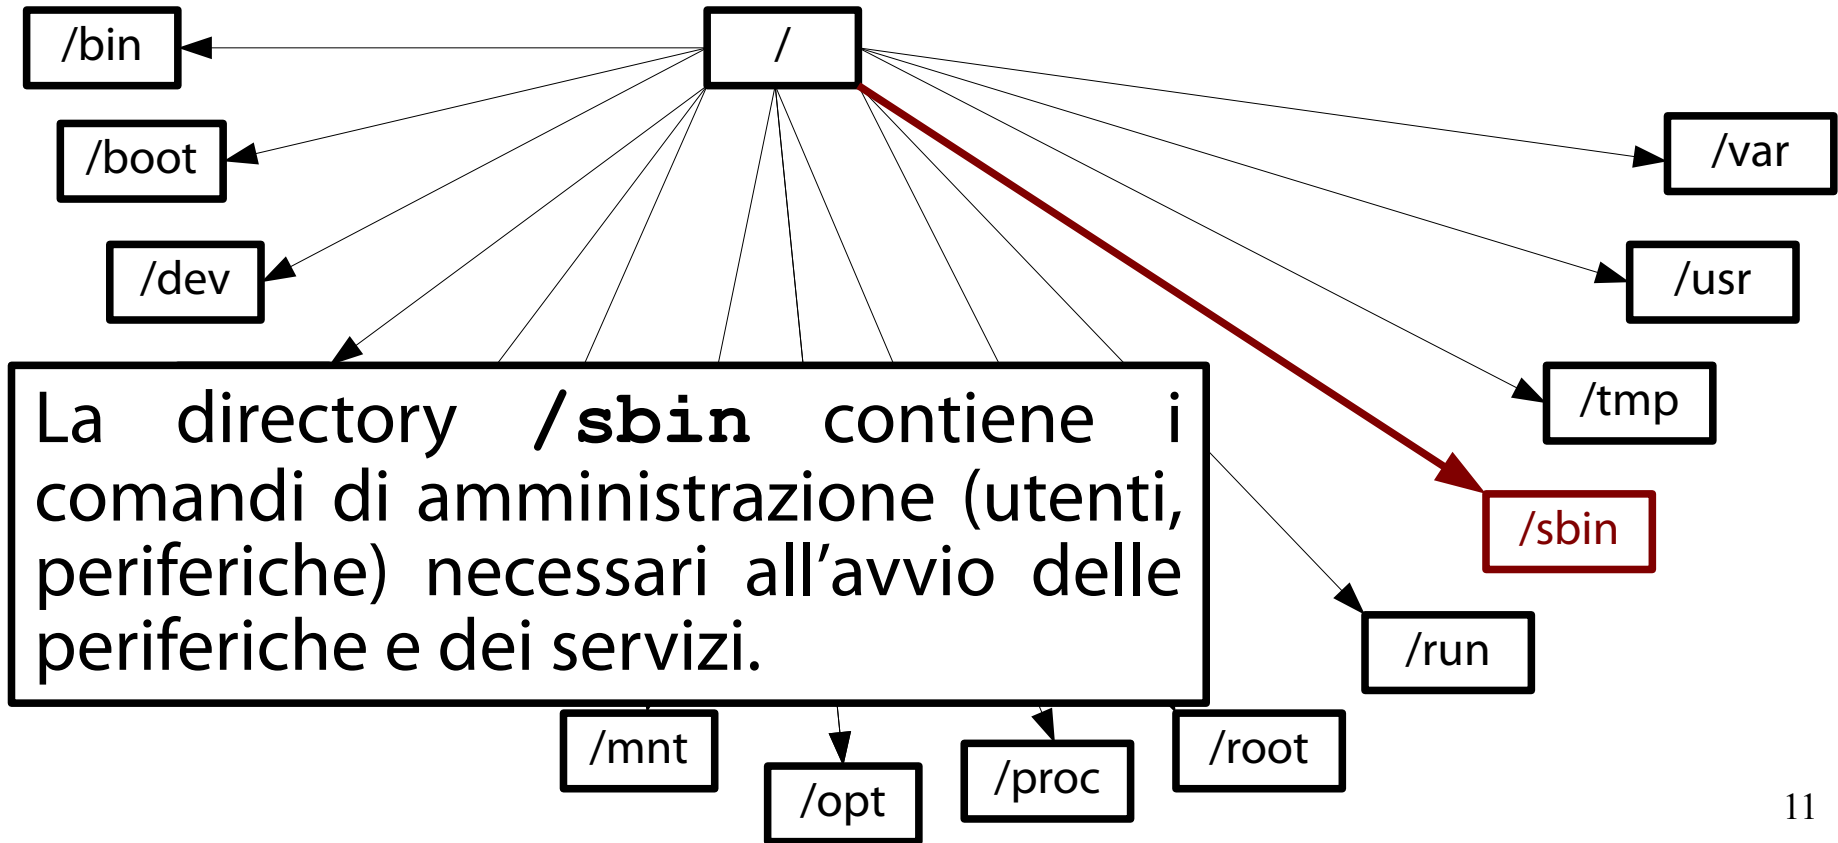 /bin
/
/boot
/var
/dev
/usr
/tmp
La directory /sbin contiene i
comandi di amministrazione (utenti,
periferiche) necessari all’avvio delle
periferiche e dei servizi.
/sbin
/run
/mnt
/opt
/proc
/root
11